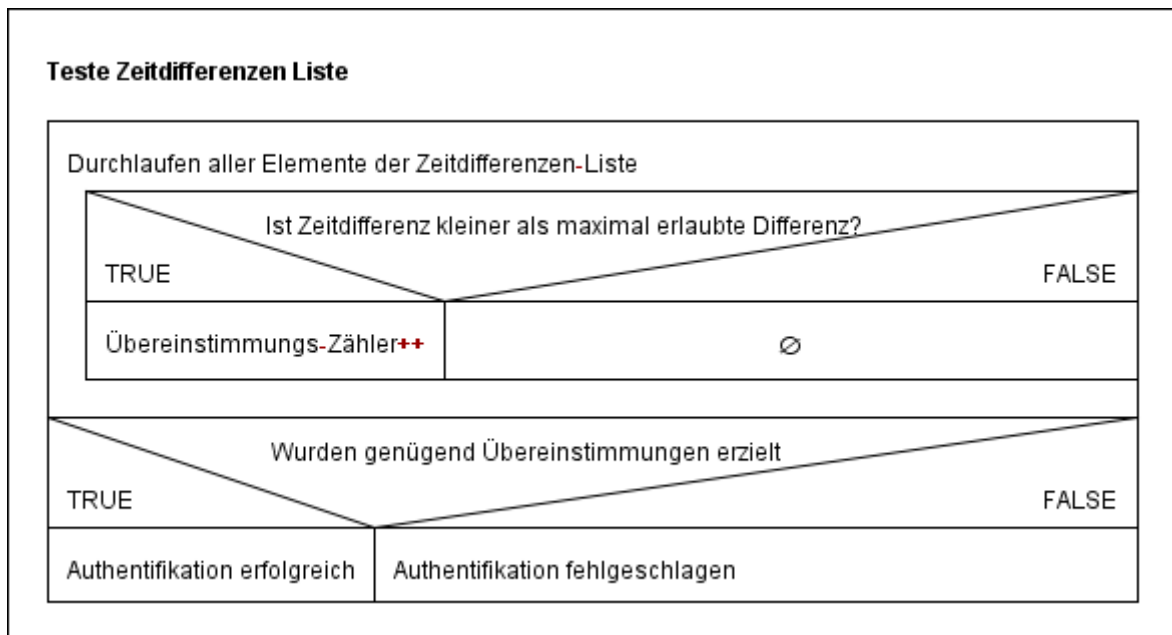 Teste Zeitdifferenzen Liste
Durchlaufen aller Elemente der Zeitdifferenzen-Liste
Ist Zeitdifferenz kleiner als maximal erlaubte Differenz?
TRUE
FALSE
Übereinstimmungs-Zähler++
∅
Wurden genügend Übereinstimmungen erzielt
TRUE
FALSE
Authentifikation erfolgreich
Authentifikation fehlgeschlagen